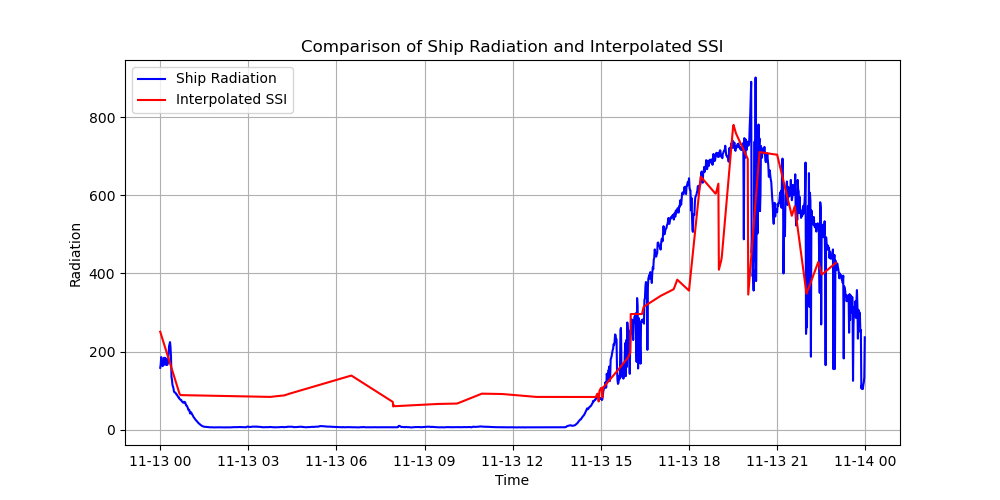 Comparison of Ship Radiation and Interpolated SSI
Ship Radiation
Interpolated SSI
Radiation
800
600
400
200
0
11-13 00 11-13 03 11-13 06 11-13 09 11-13 12 11-13 15 11-13 18 11-13 21 11-14 00
Time